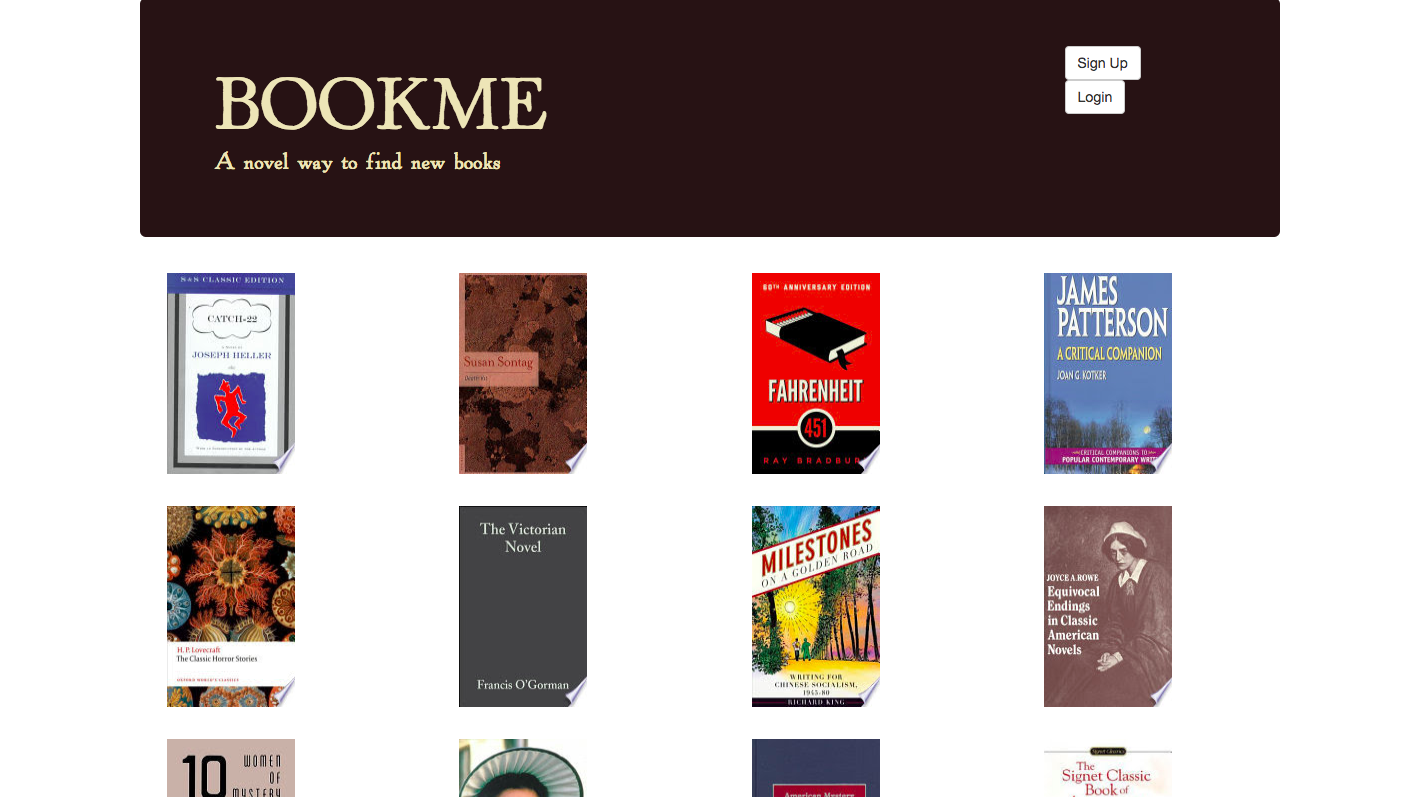 Sign Up
Login
BOOKME
A novel way to find new books
S&S CLASSIC EDITION
CATCH-22
A NOVEL BY
JOSEPH HELLER
Susan Sontag
60TH ANNIVERSARY EDITION
FAHRENHEIT
451
RAY BRADBUR
JAMES
PATTERSON
A CRITICAL COMPANION
JOAN G. KOTKER
CRITICAL COMPANIONS TO
POPULAR CONTEMPORARY WRIT
H. P. Lovecraft
The Classic Horror Stories
OXFORD WORLD'S CLASSICS
The Victorian
Novel
Francis O'Gorman
MILESTONES
ON A GOLDEN ROAD
WRITING FOR
CHINESE SOCIALISM,
1945-80
RICHARD KING
JOYCE A. ROWE
Equivocal
Endings
in Classic
American
Novels
10 WOMEN
OF
MYSTERY
American Mystery
Signet Classics
The
Signet Classic
Book of